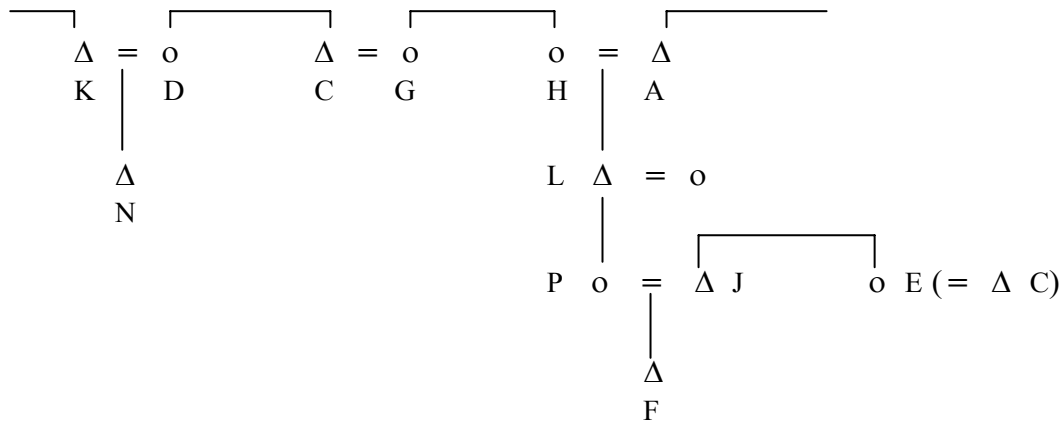 Δ = o Δ = o o = Δ
K D C G H A
Δ L Δ = o
N
P o = Δ J o E (= Δ C)
Δ
F